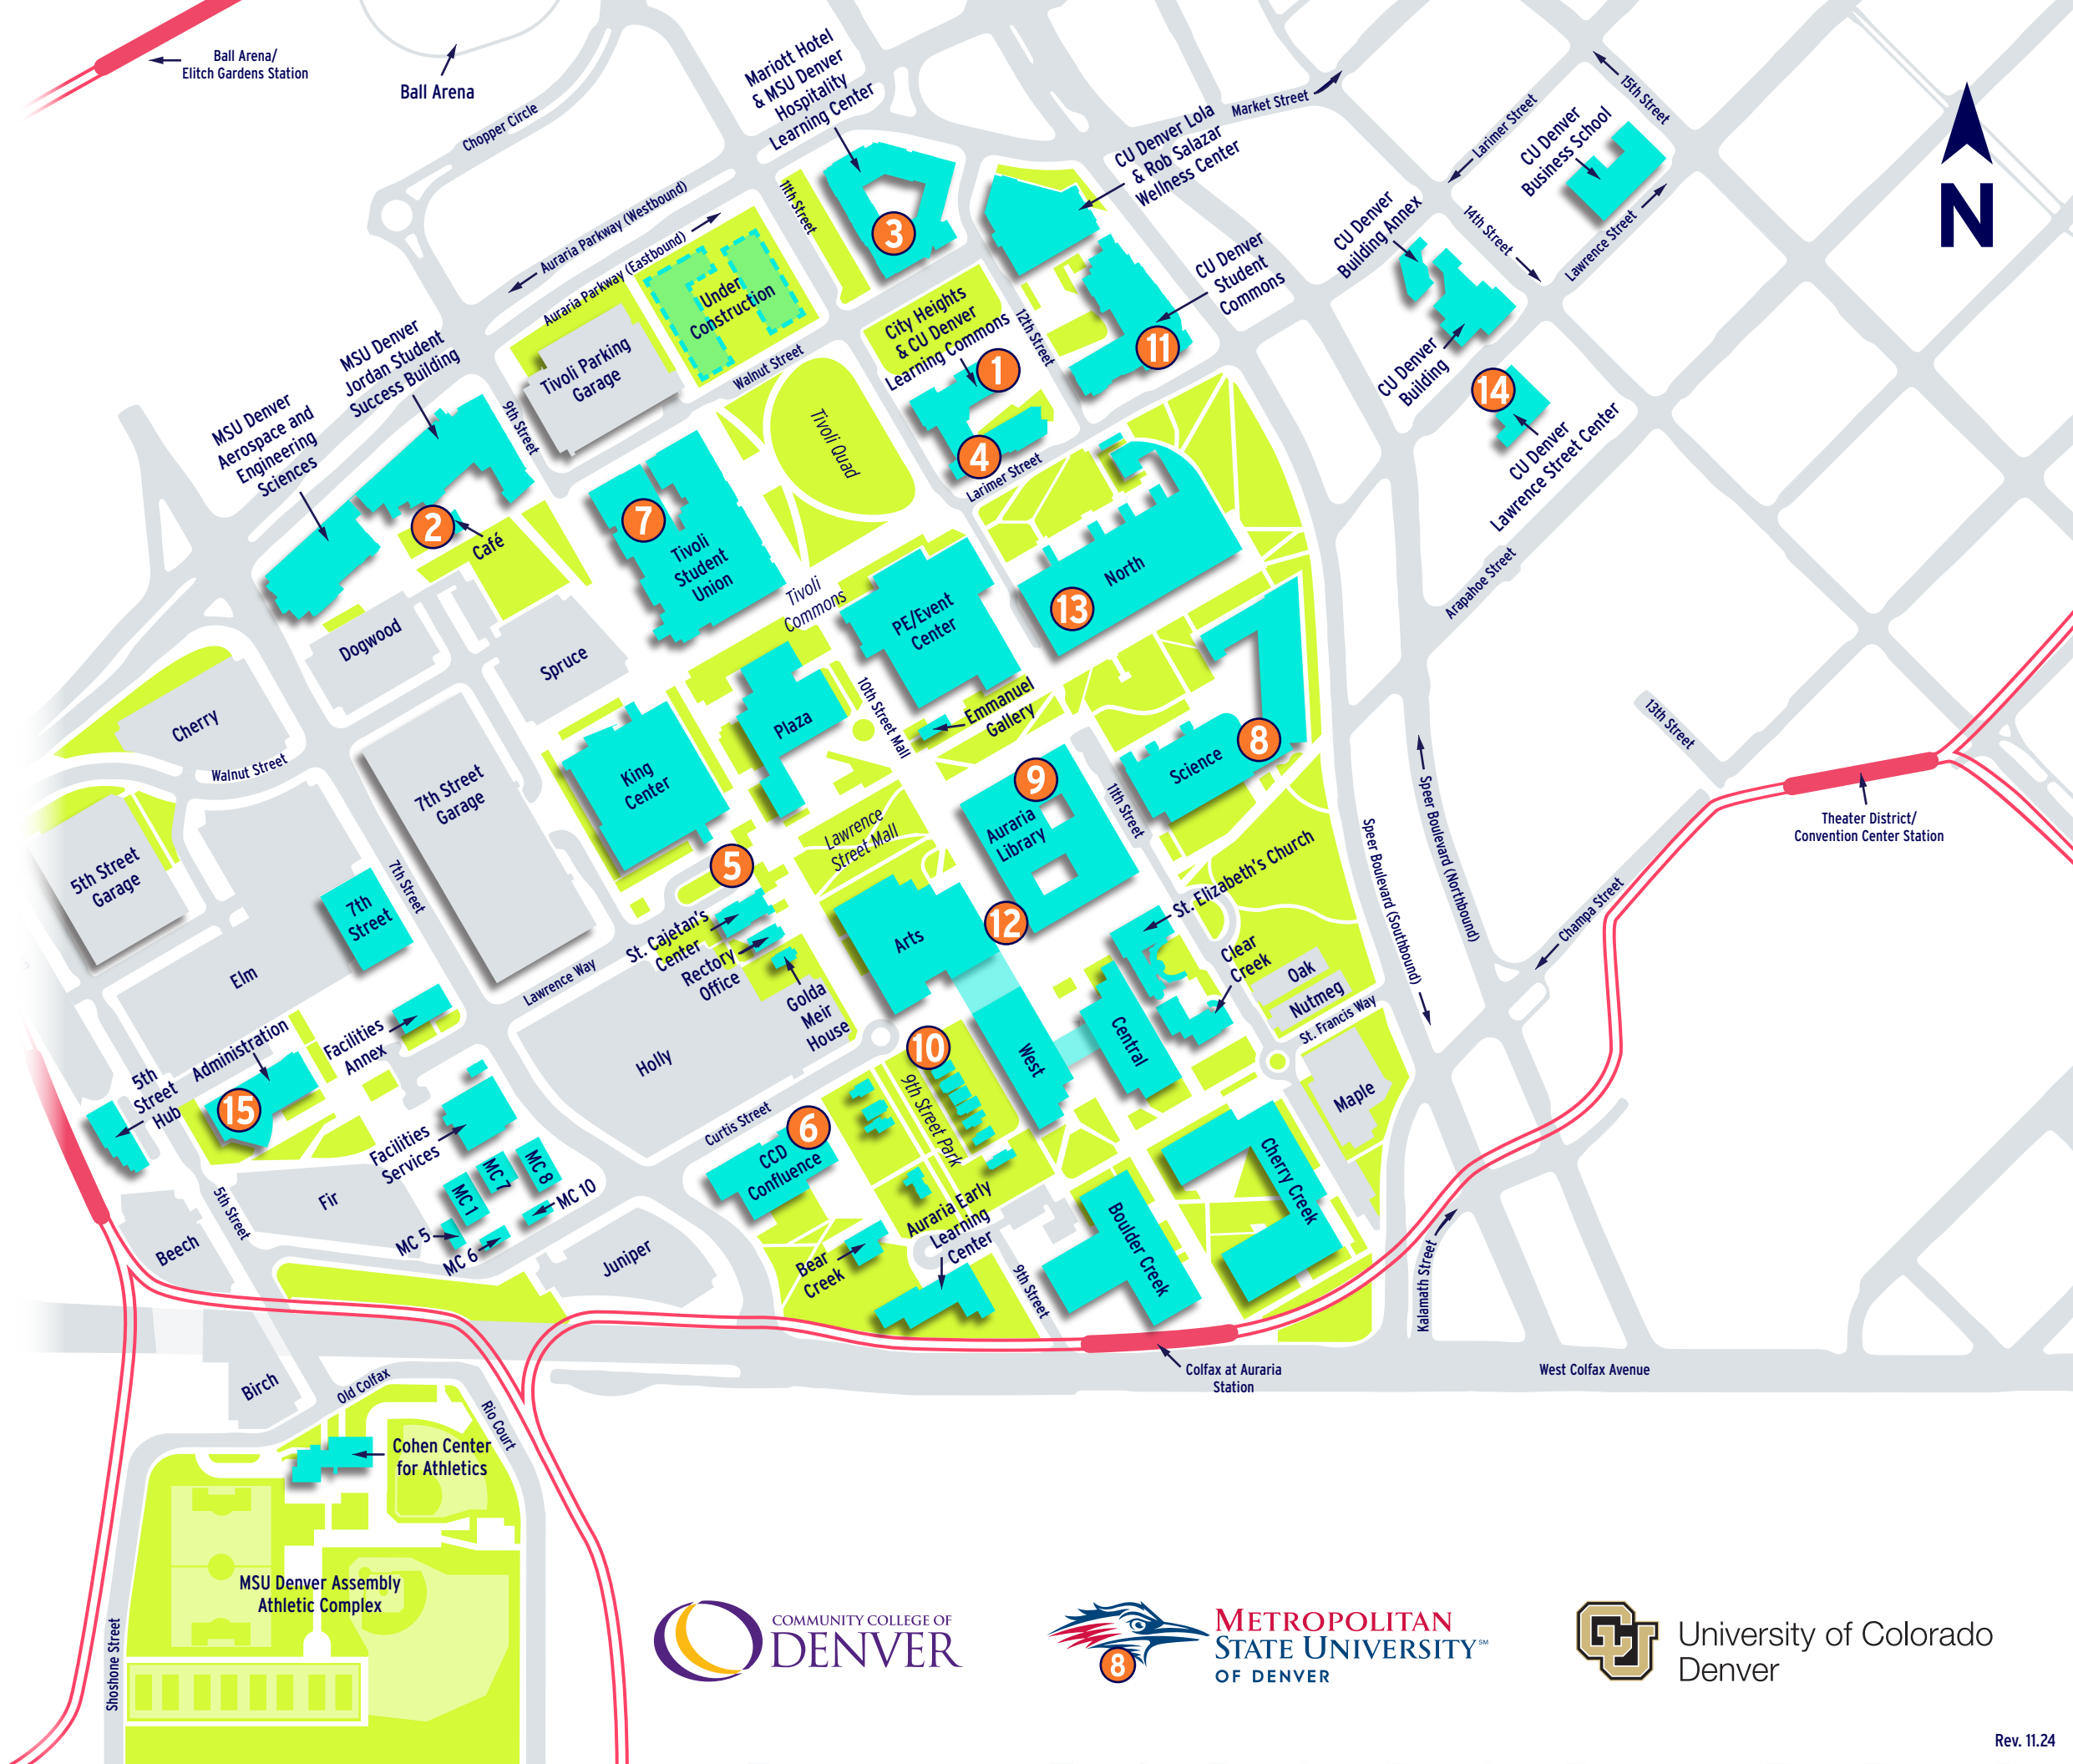 Ball Arena/
Elitch Gardens Station
Ball Arena
Chopper Circle
Mariott Hotel
& MSU Denver
Hospitality
Learning Center
Market Street
CU Denver Lola
& Rob Salazar
Wellness Center
Larimer Street
15th Street
CU Denver
Business School
N
Auraria Parkway (Westbound)
Auraria Parkway (Eastbound)
11th Street
3
CU Denver
Student
Commons
CU Denver
Building Annex
14th Street
Lawrence Street
Under
Construction
City Heights
& CU Denver
Learning Commons
12th Street
11
1
MSU Denver
Jordan Student
Success Building
Tivoli Parking
Garage
Walnut Street
CU Denver
Building
14
CU Denver
Lawrence Street Center
MSU Denver
Aerospace and
Engineering
Sciences
9th Street
Tivoli Quad
4
Larimer Street
2
Café
7
Tivoli
Student
Union
Tivoli
Commons
PE/Event
Center
North
13
Arapahoe Street
Dogwood
Spruce
Cherry
Walnut Street
7th Street
Garage
King
Center
Plaza
10th Street Mall
Emmanuel
Gallery
Science
8
13th Street
9
Auraria
Library
11th Street
Theater District/
Convention Center Station
Speer Boulevard (Northbound)
Speer Boulevard (Southbound)
Lawrence
Street Mall
5th Street
Garage
7th
Street
7th Street
5
St. Elizabeth's Church
Champa Street
12
Arts
St. Cajetan's
Center
Rectory
Office
Golda
Meir
House
Elm
Lawrence Way
Clear
Creek
Oak
Nutmeg
St. Francis Way
Facilities
Annex
Administration
Holly
10
West
Central
Maple
5th
Street
Hub
15
9th Street Park
Curtis Street
6
CCD
Confluence
Facilities
Services
MC 1
MC 7
MC 8
MC 10
MC 5
MC 6
Fir
5th Street
Beech
Juniper
Bear
Creek
Auraria Early
Learning
Center
9th Street
Boulder Creek
Cherry Creek
Kalamath Street
Colfax at Auraria
Station
West Colfax Avenue
Birch
Old Colfax
Rio Court
Cohen Center
for Athletics
MSU Denver Assembly
Athletic Complex
Shoshone Street
COMMUNITY COLLEGE OF
DENVER
METROPOLITAN
STATE UNIVERSITY℠
OF DENVER
8
CU
University of Colorado
Denver
Rev. 11.24